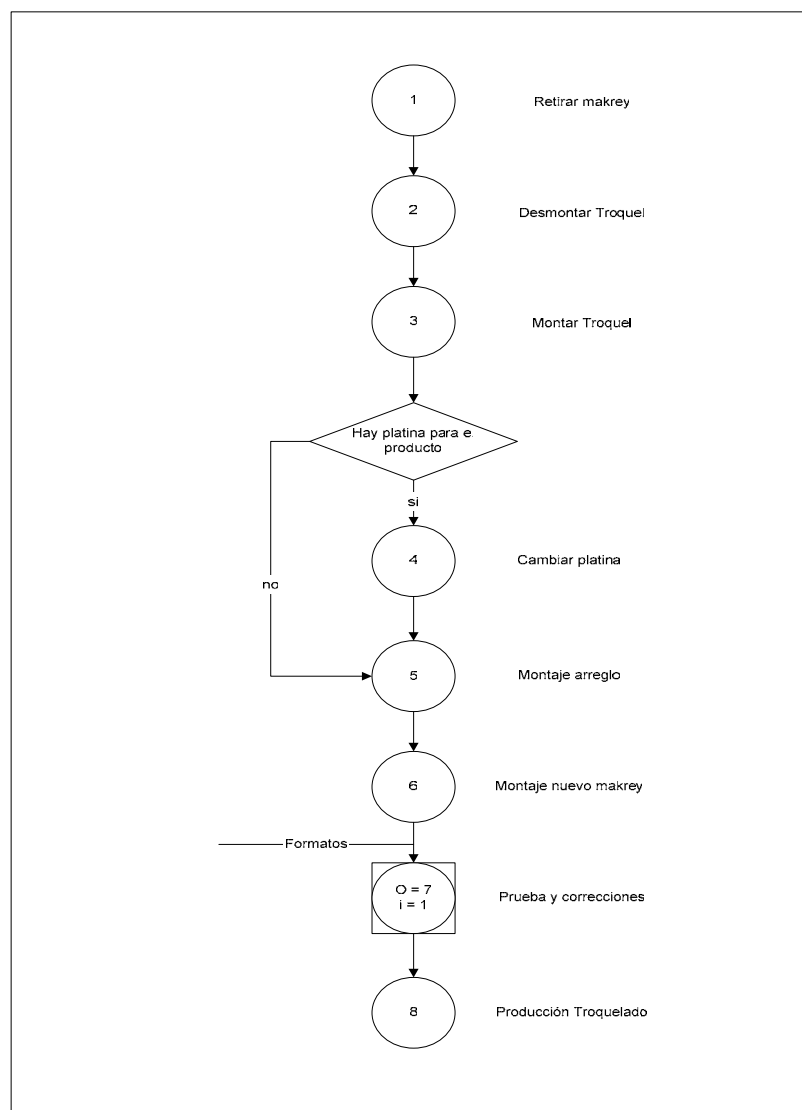 1
Retirar makrey
2
Desmontar Troquel
3
Montar Troquel
Hay platina para e
producto
si
4
Cambiar platina
no
5
Montaje arreglo
6
Montaje nuevo makrey
Formatos
O = 7
i = 1
Prueba y correcciones
8
Producción Troquelado